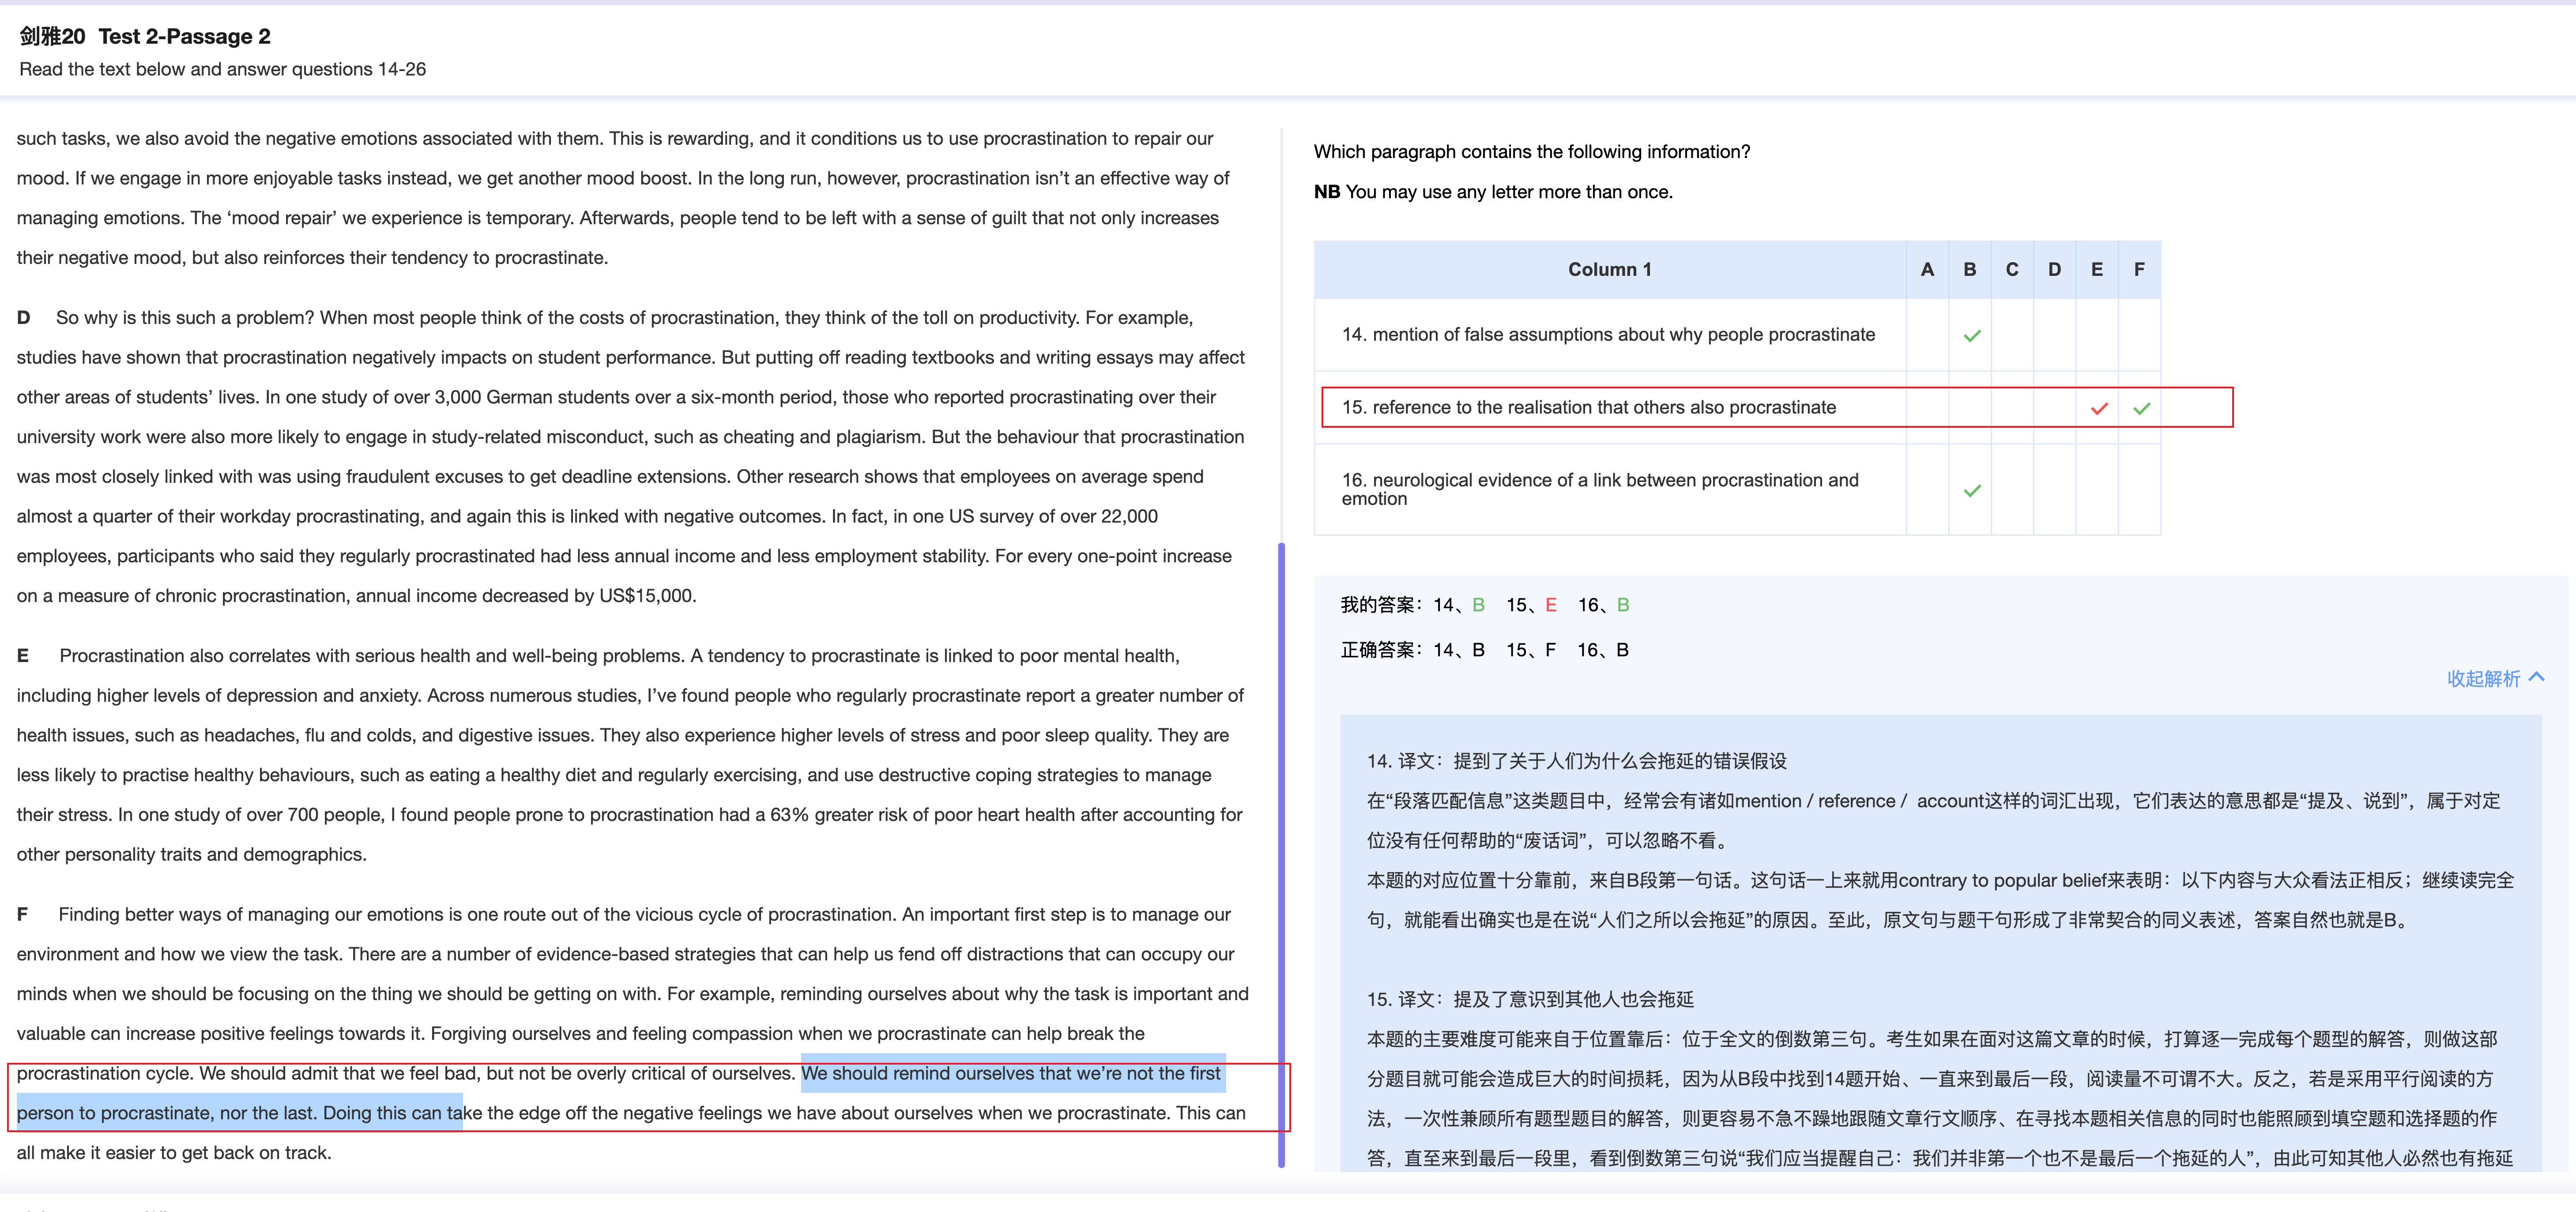 剑雅20 Test 2-Passage 2
Read the text below and answer questions 14-26
such tasks, we also avoid the negative emotions associated with them. This is rewarding, and it conditions us to use procrastination to repair our
mood. If we engage in more enjoyable tasks instead, we get another mood boost. In the long run, however, procrastination isn’t an effective way of
managing emotions. The ‘mood repair’ we experience is temporary. Afterwards, people tend to be left with a sense of guilt that not only increases
their negative mood, but also reinforces their tendency to procrastinate.
D So why is this such a problem? When most people think of the costs of procrastination, they think of the toll on productivity. For example,
studies have shown that procrastination negatively impacts on student performance. But putting off reading textbooks and writing essays may affect
other areas of students’ lives. In one study of over 3,000 German students over a six-month period, those who reported procrastinating over their
university work were also more likely to engage in study-related misconduct, such as cheating and plagiarism. But the behaviour that procrastination
was most closely linked with was using fraudulent excuses to get deadline extensions. Other research shows that employees on average spend
almost a quarter of their workday procrastinating, and again this is linked with negative outcomes. In fact, in one US survey of over 22,000
employees, participants who said they regularly procrastinated had less annual income and less employment stability. For every one-point increase
on a measure of chronic procrastination, annual income decreased by US$15,000.
E Procrastination also correlates with serious health and well-being problems. A tendency to procrastinate is linked to poor mental health,
including higher levels of depression and anxiety. Across numerous studies, I’ve found people who regularly procrastinate report a greater number of
health issues, such as headaches, flu and colds, and digestive issues. They also experience higher levels of stress and poor sleep quality. They are
less likely to practise healthy behaviours, such as eating a healthy diet and regularly exercising, and use destructive coping strategies to manage
their stress. In one study of over 700 people, I found people prone to procrastination had a 63% greater risk of poor heart health after accounting for
other personality traits and demographics.
F Finding better ways of managing our emotions is one route out of the vicious cycle of procrastination. An important first step is to manage our
environment and how we view the task. There are a number of evidence-based strategies that can help us fend off distractions that can occupy our
minds when we should be focusing on the thing we should be getting on with. For example, reminding ourselves about why the task is important and
valuable can increase positive feelings towards it. Forgiving ourselves and feeling compassion when we procrastinate can help break the
procrastination cycle. We should admit that we feel bad, but not be overly critical of ourselves. We should remind ourselves that we’re not the first
person to procrastinate, nor the last. Doing this can take the edge off the negative feelings we have about ourselves when we procrastinate. This can
all make it easier to get back on track.
Which paragraph contains the following information?
NB You may use any letter more than once.
Column 1 A B C D E F
14. mention of false assumptions about why people procrastinate
15. reference to the realisation that others also procrastinate
16. neurological evidence of a link between procrastination and
emotion
我的答案：14、B 15、E 16、B
正确答案：14、B 15、F 16、B
收起解析
14. 译文：提到了关于人们为什么会拖延的错误假设
在“段落匹配信息”这类题目中，经常会有诸如mention / reference / account这样的词汇出现，它们表达的意思都是“提及、说到”，属于对定
位没有任何帮助的“废话词”，可以忽略不看。
本题的对应位置十分靠前，来自B段第一句话。这句话一上来就用contrary to popular belief来表明：以下内容与大众看法正相反；继续读完全
句，就能看出确实也是在说“人们之所以会拖延”的原因。至此，原文句与题干句形成了非常契合的同义表述，答案自然也就是B。
15. 译文：提及了意识到其他人也会拖延
本题的主要难度可能来自于位置靠后：位于全文的倒数第三句。考生如果在面对这篇文章的时候，打算逐一完成每个题型的解答，则做这部
分题目就可能会造成巨大的时间损耗，因为从B段中找到14题开始、一直来到最后一段，阅读量不可谓不大。反之，若是采用平行阅读的方
法，一次性兼顾所有题型题目的解答，则更容易不急不躁地跟随文章行文顺序、在寻找本题相关信息的同时也能照顾到填空题和选择题的作
答，直至来到最后一段里，看到倒数第三句说“我们应当提醒自己：我们并非第一个也不是最后一个拖延的人”，由此可知其他人必然也有拖延